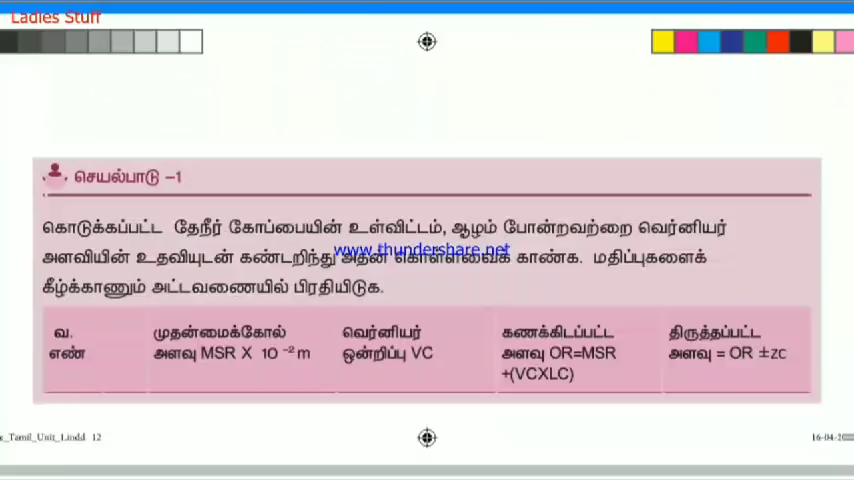 Ladies Stuff
செயல்பாடு –1
கொடுக்கப்பட்ட தேநீர் கோப்பையின் உள்விட்டம், ஆழம் போன்றவற்றை வெர்னியர்
அளவியின் உதவியுடன் கண்டறிந்து அதன் கொள்ளளவைக் காண்க. மதிப்புகளைக்
www.thundershare.net
கீழ்க்காணும் அட்டவணையில் பிரதியிடுக.
வ. எண்
முதன்மைக்கோல் அளவு MSR X 10 ⁻² m
வெர்னியர் ஒன்றிப்பு VC
கணக்கிடப்பட்ட அளவு OR=MSR +(VCXLC)
திருத்தப்பட்ட அளவு = OR ±zc
_Tamil_Unit_1.indd 12
16-04-2